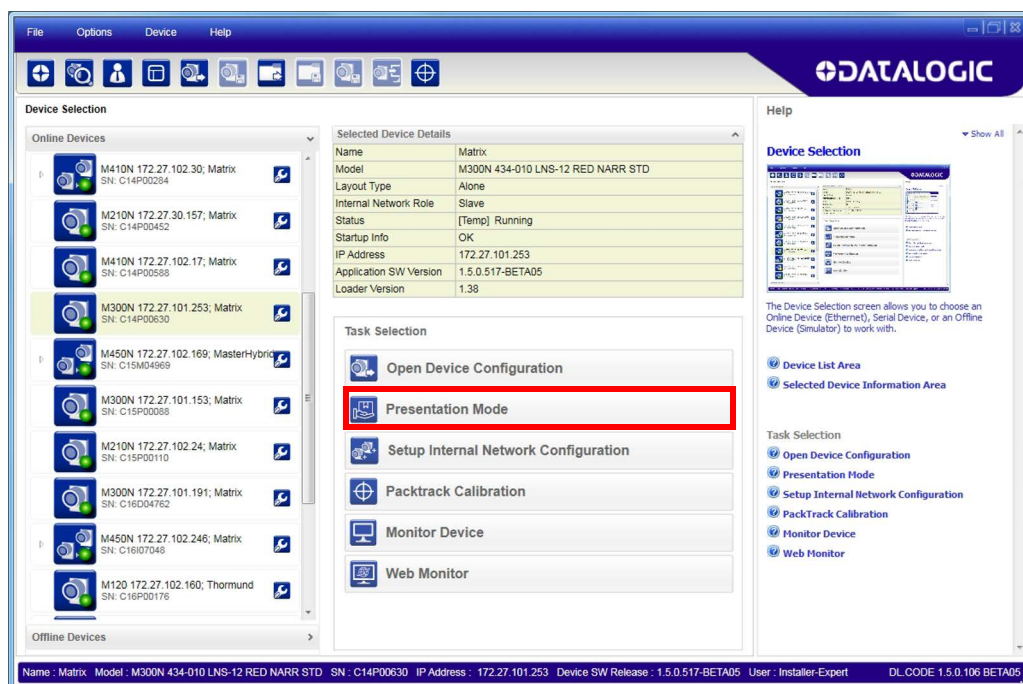 File Options Device Help
DATALOGIC
Device Selection
Online Devices
M410N 172.27.102.30; Matrix
SN: C14P00284
M210N 172.27.30.157; Matrix
SN: C14P00452
M410N 172.27.102.17; Matrix
SN: C14P00588
M300N 172.27.101.253; Matrix
SN: C14P00630
M450N 172.27.102.169; MasterHybrid
SN: C15M04969
M300N 172.27.101.153; Matrix
SN: C15P00088
M210N 172.27.102.24; Matrix
SN: C15P00110
M300N 172.27.101.191; Matrix
SN: C16D04762
M450N 172.27.102.246; Matrix
SN: C16I07048
M120 172.27.102.160; Thormund
SN: C16P00176
Offline Devices
Selected Device Details
Name Matrix
Model M300N 434-010 LNS-12 RED NARR STD
Layout Type Alone
Internal Network Role Slave
Status [Temp] Running
Startup Info OK
IP Address 172.27.101.253
Application SW Version 1.5.0.517-BETA05
Loader Version 1.38
Task Selection
Open Device Configuration
Presentation Mode
Setup Internal Network Configuration
Packtrack Calibration
Monitor Device
Web Monitor
Help
Show All
Device Selection
The Device Selection screen allows you to choose an
Online Device (Ethernet), Serial Device, or an Offline
Device (Simulator) to work with.
Device List Area
Selected Device Information Area
Task Selection
Open Device Configuration
Presentation Mode
Setup Internal Network Configuration
PackTrack Calibration
Monitor Device
Web Monitor
Name : Matrix Model : M300N 434-010 LNS-12 RED NARR STD SN : C14P00630 IP Address : 172.27.101.253 Device SW Release : 1.5.0.517-BETA05 User : Installer-Expert DL.CODE 1.5.0.106 BETA05